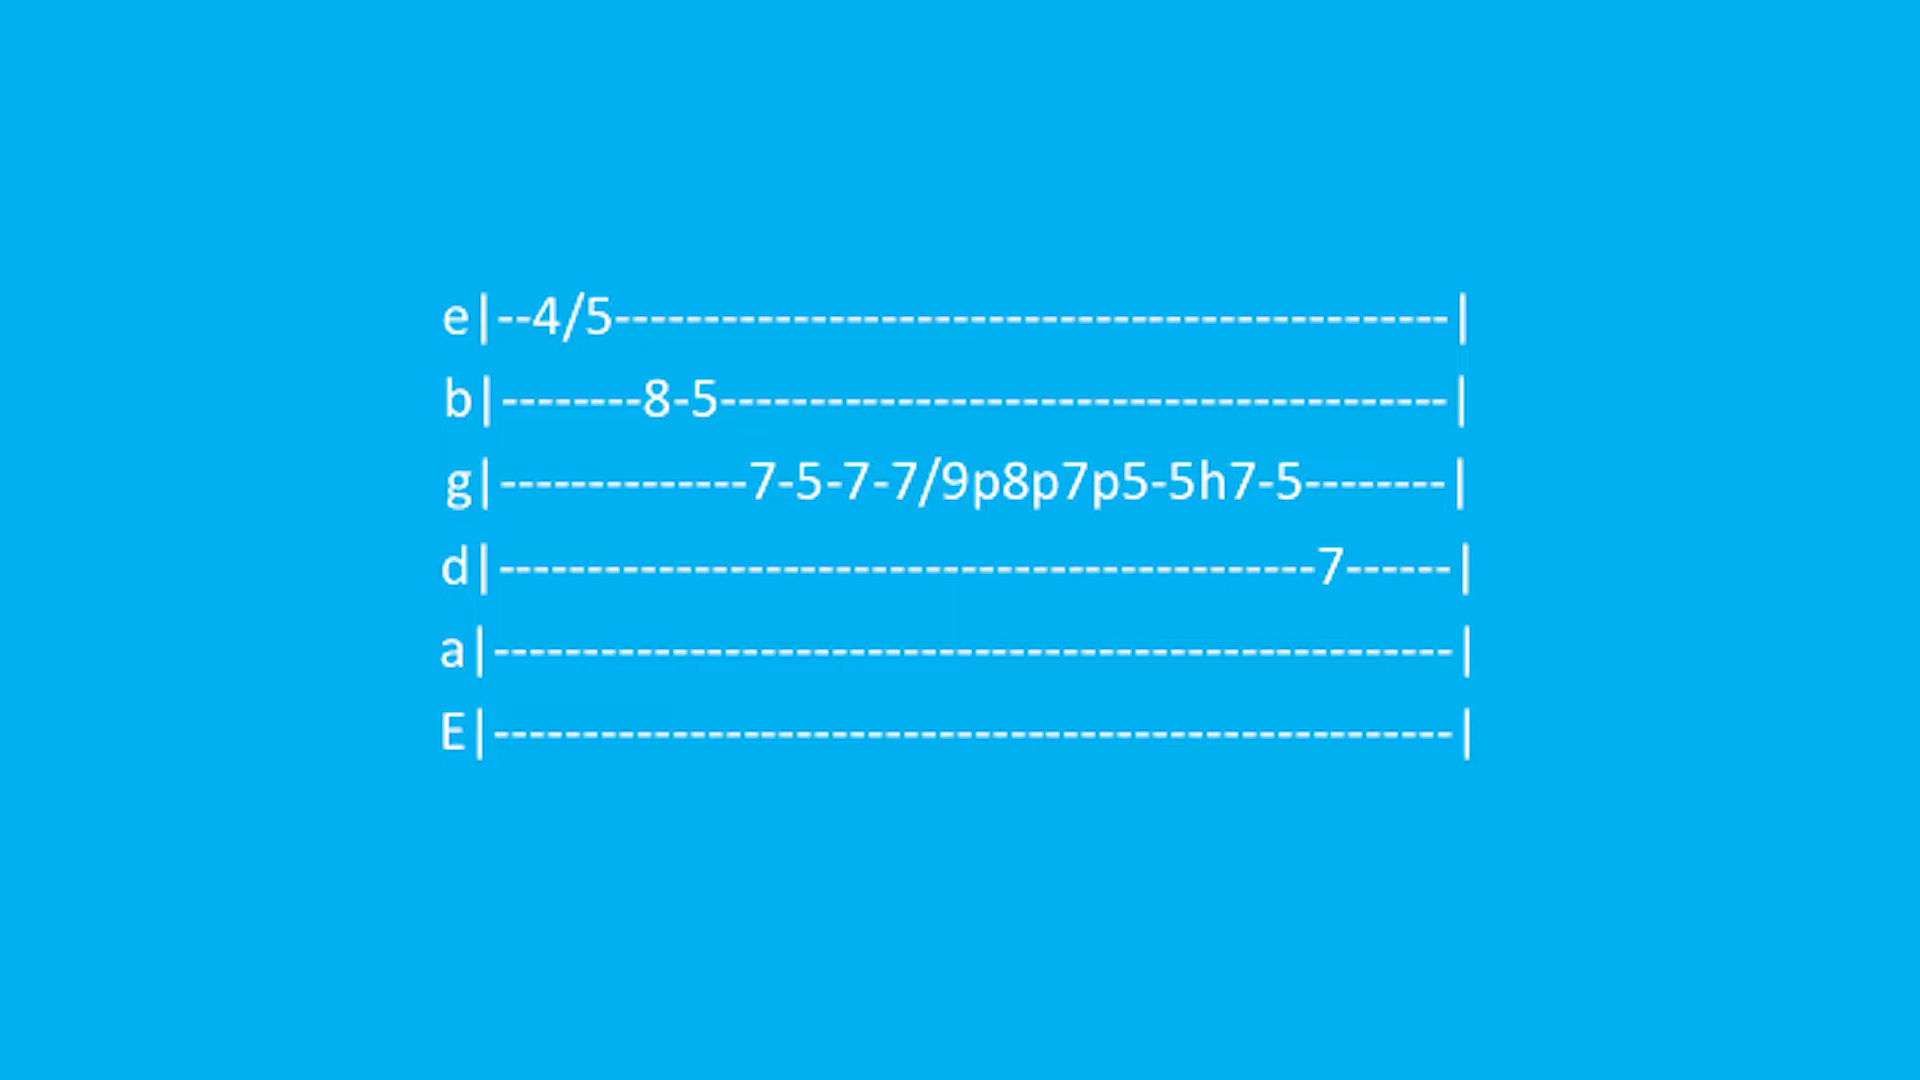 e|--4/5-----------------------------------------------|
b|--------8-5-----------------------------------------|
g|--------------7-5-7-7/9p8p7p5-5h7-5--------|
d|----------------------------------------------7------|
a|------------------------------------------------------|
E|------------------------------------------------------|